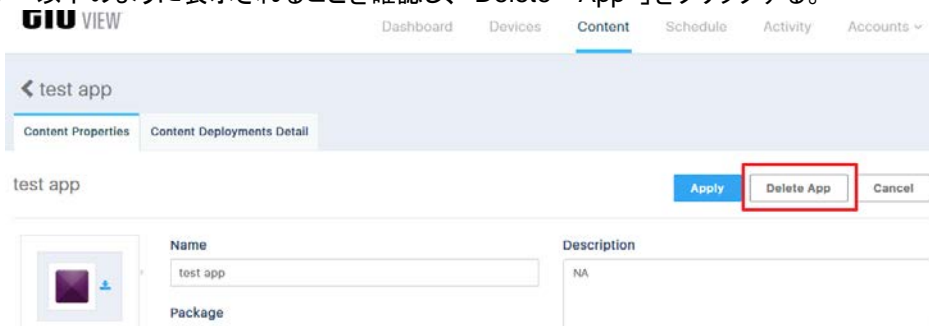 以下のように表示されることを確認し、「Delete App 」をクリックする。
GIU VIEW Dashboard Devices Content Schedule Activity Accounts
test app
Content Properties Content Deployments Detail
test app Apply Delete App Cancel
Name Description
test app NA
Package